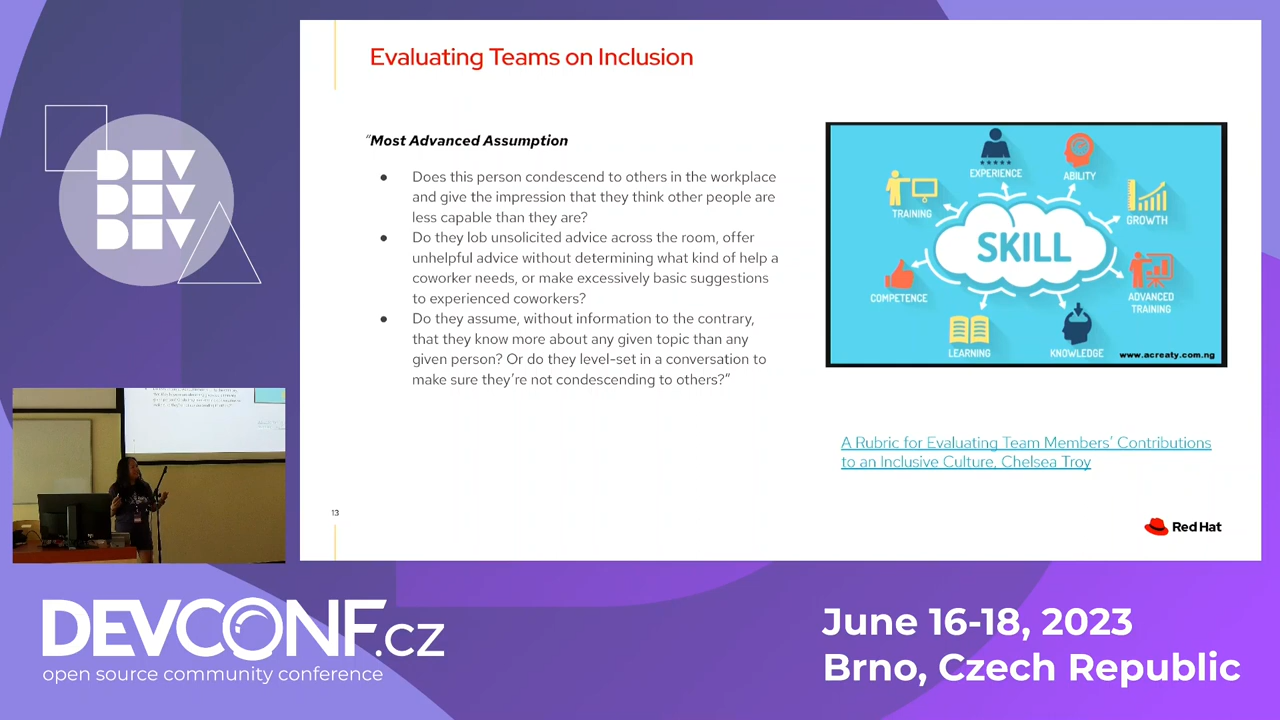 DEV
DEV
DEV
Evaluating Teams on Inclusion
“Most Advanced Assumption
● Does this person condescend to others in the workplace
and give the impression that they think other people are
less capable than they are?
● Do they lob unsolicited advice across the room, offer
unhelpful advice without determining what kind of help a
coworker needs, or make excessively basic suggestions
to experienced coworkers?
● Do they assume, without information to the contrary,
that they know more about any given topic than any
given person? Or do they level-set in a conversation to
make sure they’re not condescending to others?”
EXPERIENCE
ABILITY
TRAINING
GROWTH
SKILL
COMPETENCE
ADVANCED
TRAINING
LEARNING
KNOWLEDGE
www.acreaty.com.ng
A Rubric for Evaluating Team Members’ Contributions
to an Inclusive Culture, Chelsea Troy
13
Red Hat
DEVCONF.cz
open source community conference
June 16-18, 2023
Brno, Czech Republic